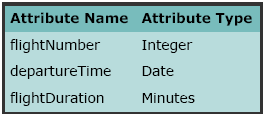 Attribute Name Attribute Type
flightNumber Integer
departureTime Date
flightDuration Minutes